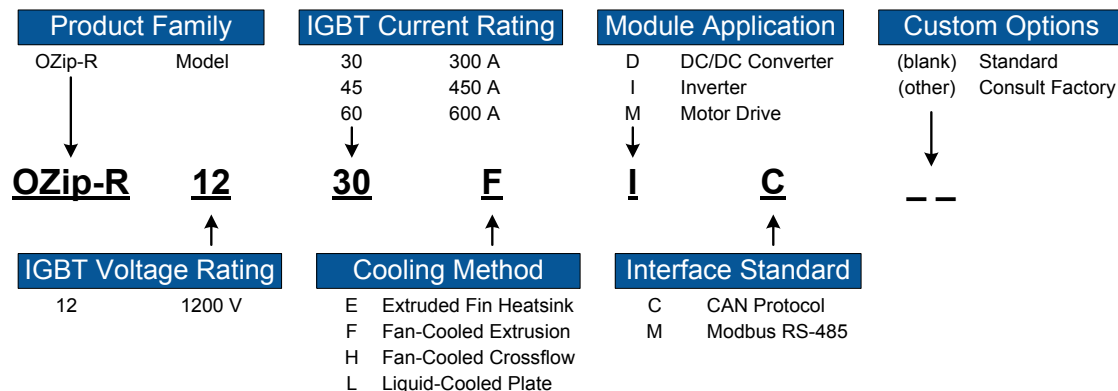 Product Family IGBT Current Rating Module Application Custom Options
OZip-R Model 30 300 A D DC/DC Converter (blank) Standard
45 450 A I Inverter (other) Consult Factory
60 600 A M Motor Drive
OZip-R 12 30 F I C _ _
IGBT Voltage Rating Cooling Method Interface Standard
12 1200 V E Extruded Fin Heatsink C CAN Protocol
F Fan-Cooled Extrusion M Modbus RS-485
H Fan-Cooled Crossflow
L Liquid-Cooled Plate